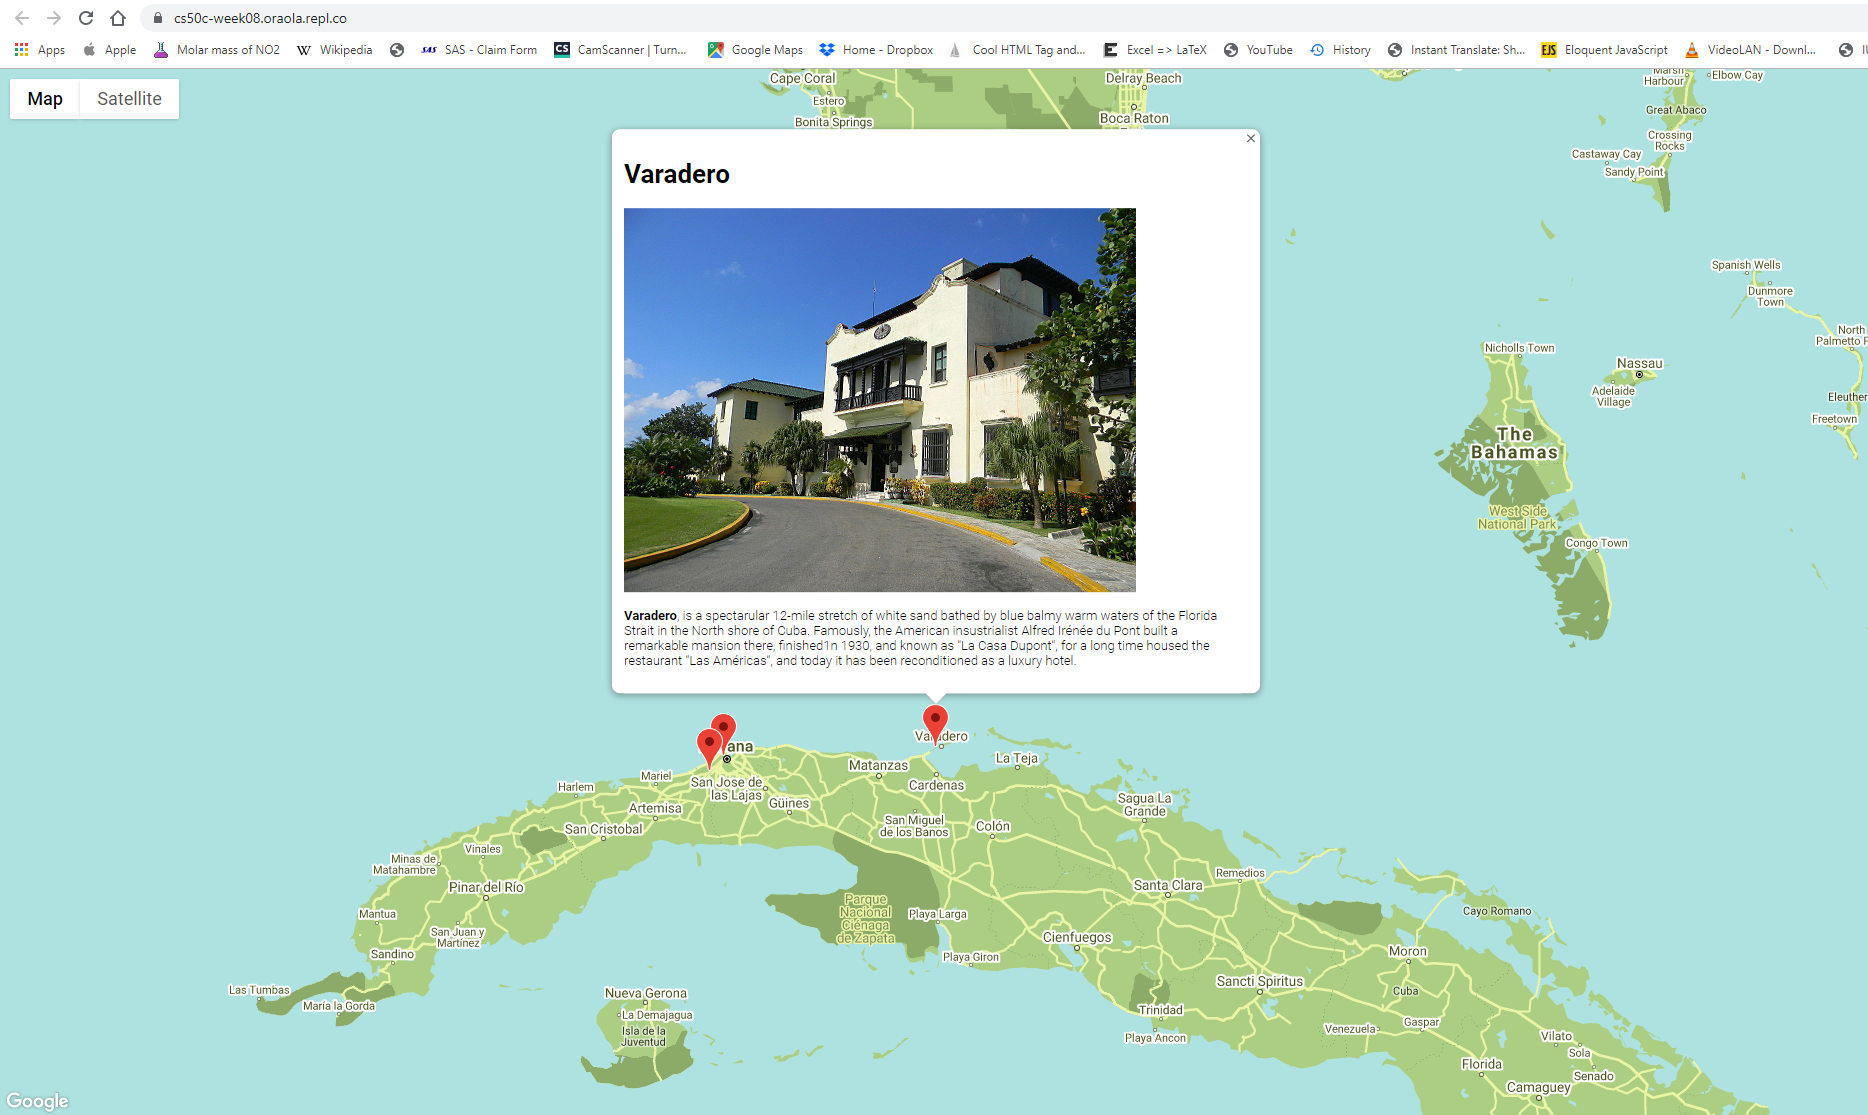 cs50c-week08.oraola.repl.co
Apps Apple Molar mass of NO2 Wikipedia SAS - Claim Form CamScanner | Turn... Google Maps Home - Dropbox Cool HTML Tag and... Excel => LaTeX YouTube History Instant Translate: Sh... Eloquent JavaScript VideoLAN - Downl...
Map Satellite
Cape Coral
Estero
Bonita Springs
Delray Beach
Boca Raton
Marsh
Harbour
Elbow Cay
Great Abaco
Crossing
Rocks
Castaway Cay
Sandy Point
Varadero
Varadero, is a spectarular 12-mile stretch of white sand bathed by blue balmy warm waters of the Florida
Strait in the North shore of Cuba. Famously, the American insustrialist Alfred Irénée du Pont built a
remarkable mansion there, finished1n 1930, and known as "La Casa Dupont", for a long time housed the
restaurant "Las Américas", and today it has been reconditioned as a luxury hotel.
Spanish Wells
Dunmore
Town
North
Palmetto P
Nicholls Town
Nassau
Adelaide
Village
Eleuther
Freetown
The
Bahamas
West Side
National Park
Congo Town
ana
Varadero
Matanzas
La Teja
Cardenas
Mariel
San Jose de
las Lajas
Harlem
Artemisa
Güines
Sagua La
Grande
San Cristobal
San Miguel
de los Banos
Colón
Vinales
Minas de
Matahambre
Pinar del Río
Santa Clara
Remedios
Mantua
San Juan y
Martínez
Parque
Nacional
Ciénaga
de Zapata
Playa Larga
Cayo Romano
Sandino
Cienfuegos
Moron
Playa Giron
Las Tumbas
María la Gorda
Nueva Gerona
La Demajagua
Isla de la
Juventud
Sancti Spiritus
Cuba
Trinidad
Playa Ancon
Venezuela
Gaspar
Vilato
Sola
Florida
Senado
Camaguey
Google